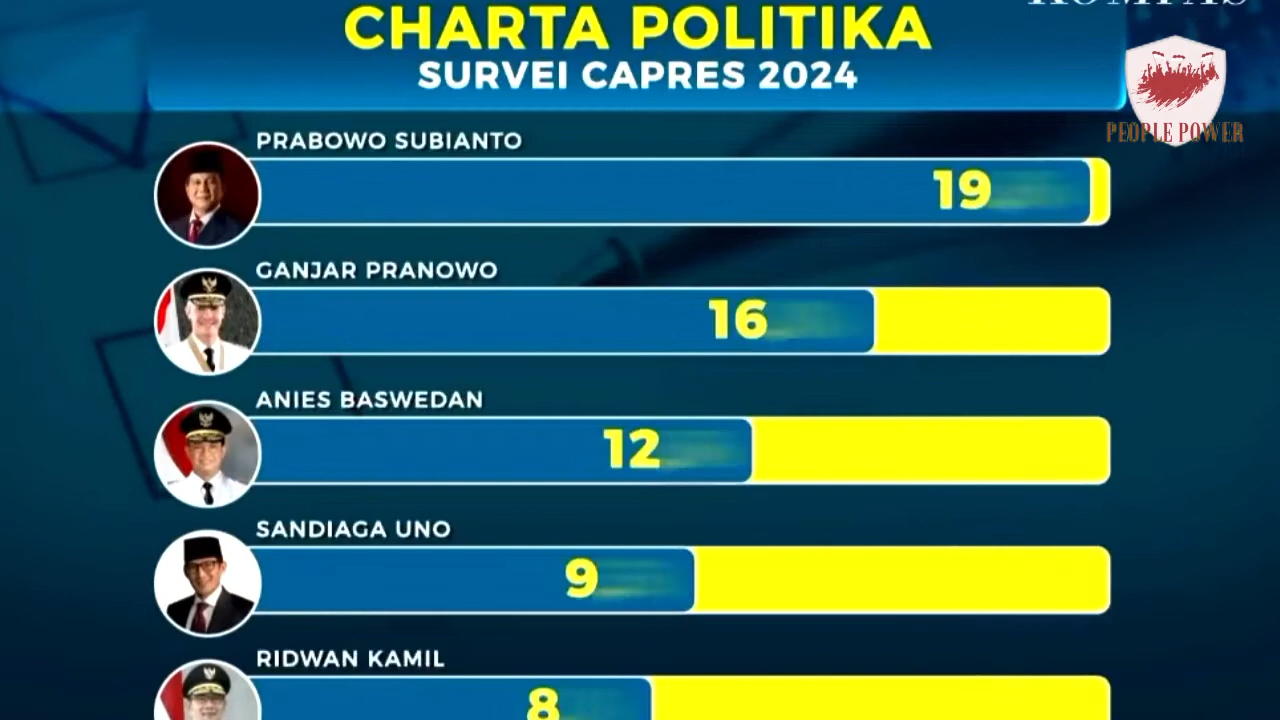 KOMPAS
CHARTA POLITIKA
SURVEI CAPRES 2024
PEOPLE POWER
PRABOWO SUBIANTO
19
GANJAR PRANOWO
16
ANIES BASWEDAN
12
SANDIAGA UNO
9
RIDWAN KAMIL
8